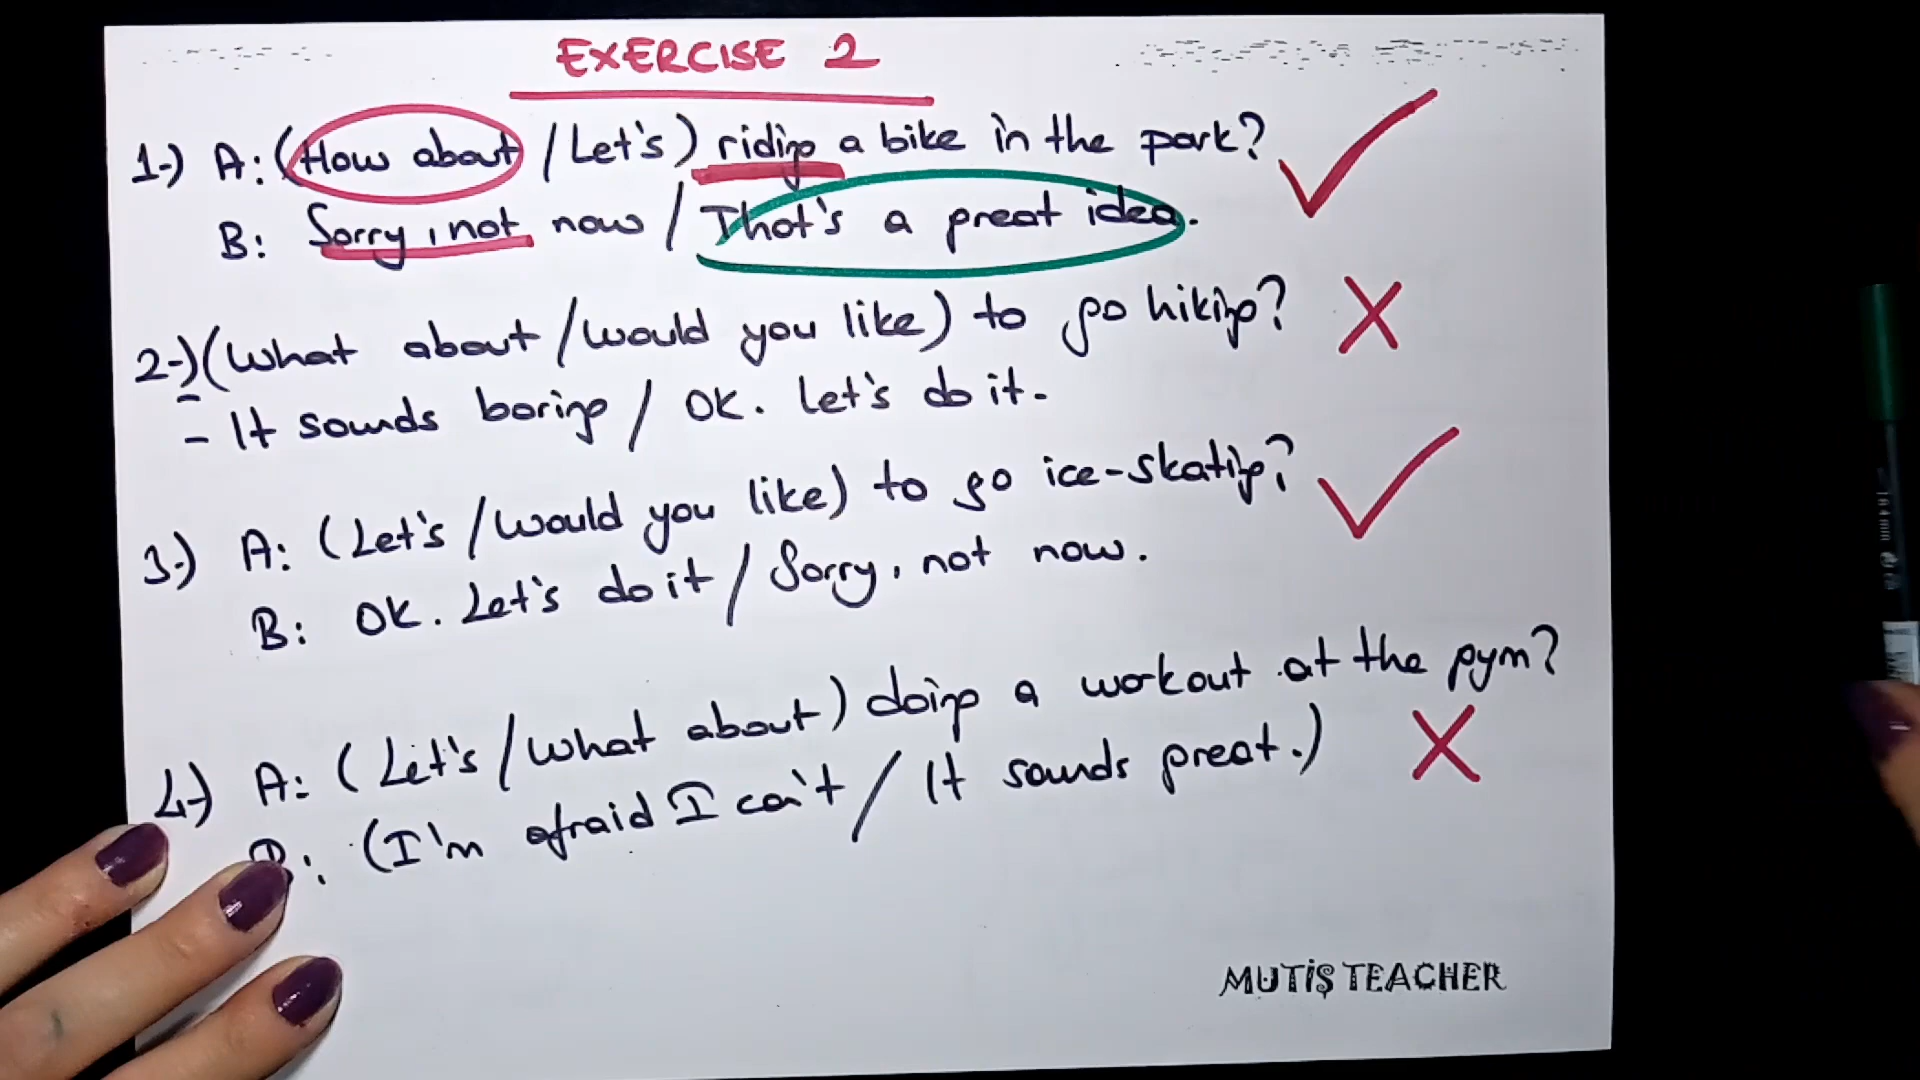 EXERCISE 2
1-) A: (How about / Let's) riding a bike in the park?
B: Sorry, not now / That's a great idea.
2-) (What about / would you like) to go hiking?
- It sounds boring / OK. Let's do it.
3-) A: (Let's / would you like) to go ice-skating?
B: OK. Let's do it / Sorry, not now.
4-) A: (Let's / what about) doing a workout at the gym?
B: (I'm afraid I can't / It sounds great.)
MUTİŞ TEACHER